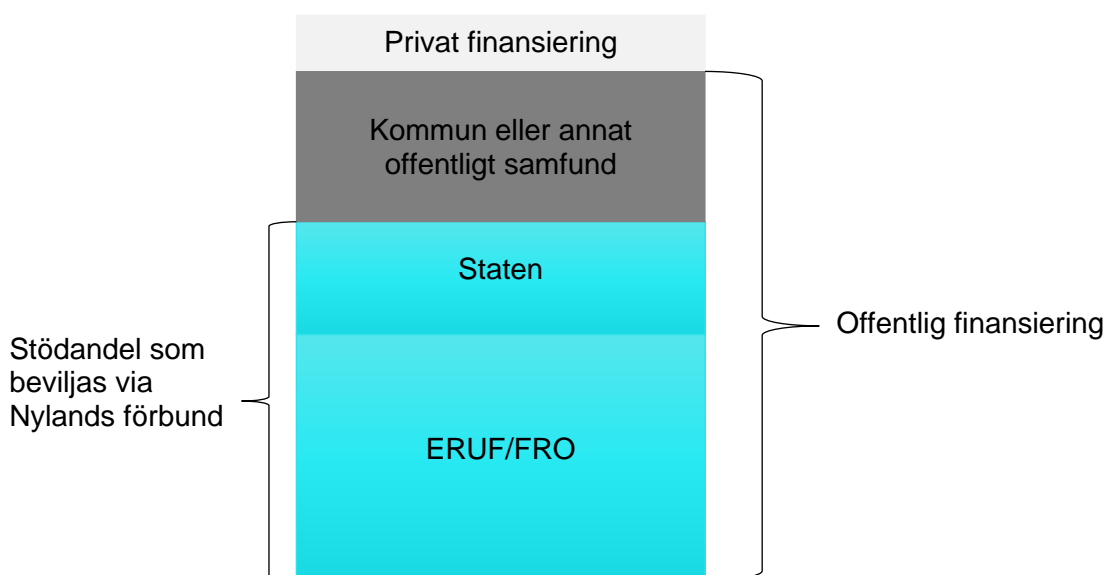 Privat finansiering
Kommun eller annat
offentligt samfund
Staten
Offentlig finansiering
Stödandel som
beviljas via
Nylands förbund
ERUF/FRO